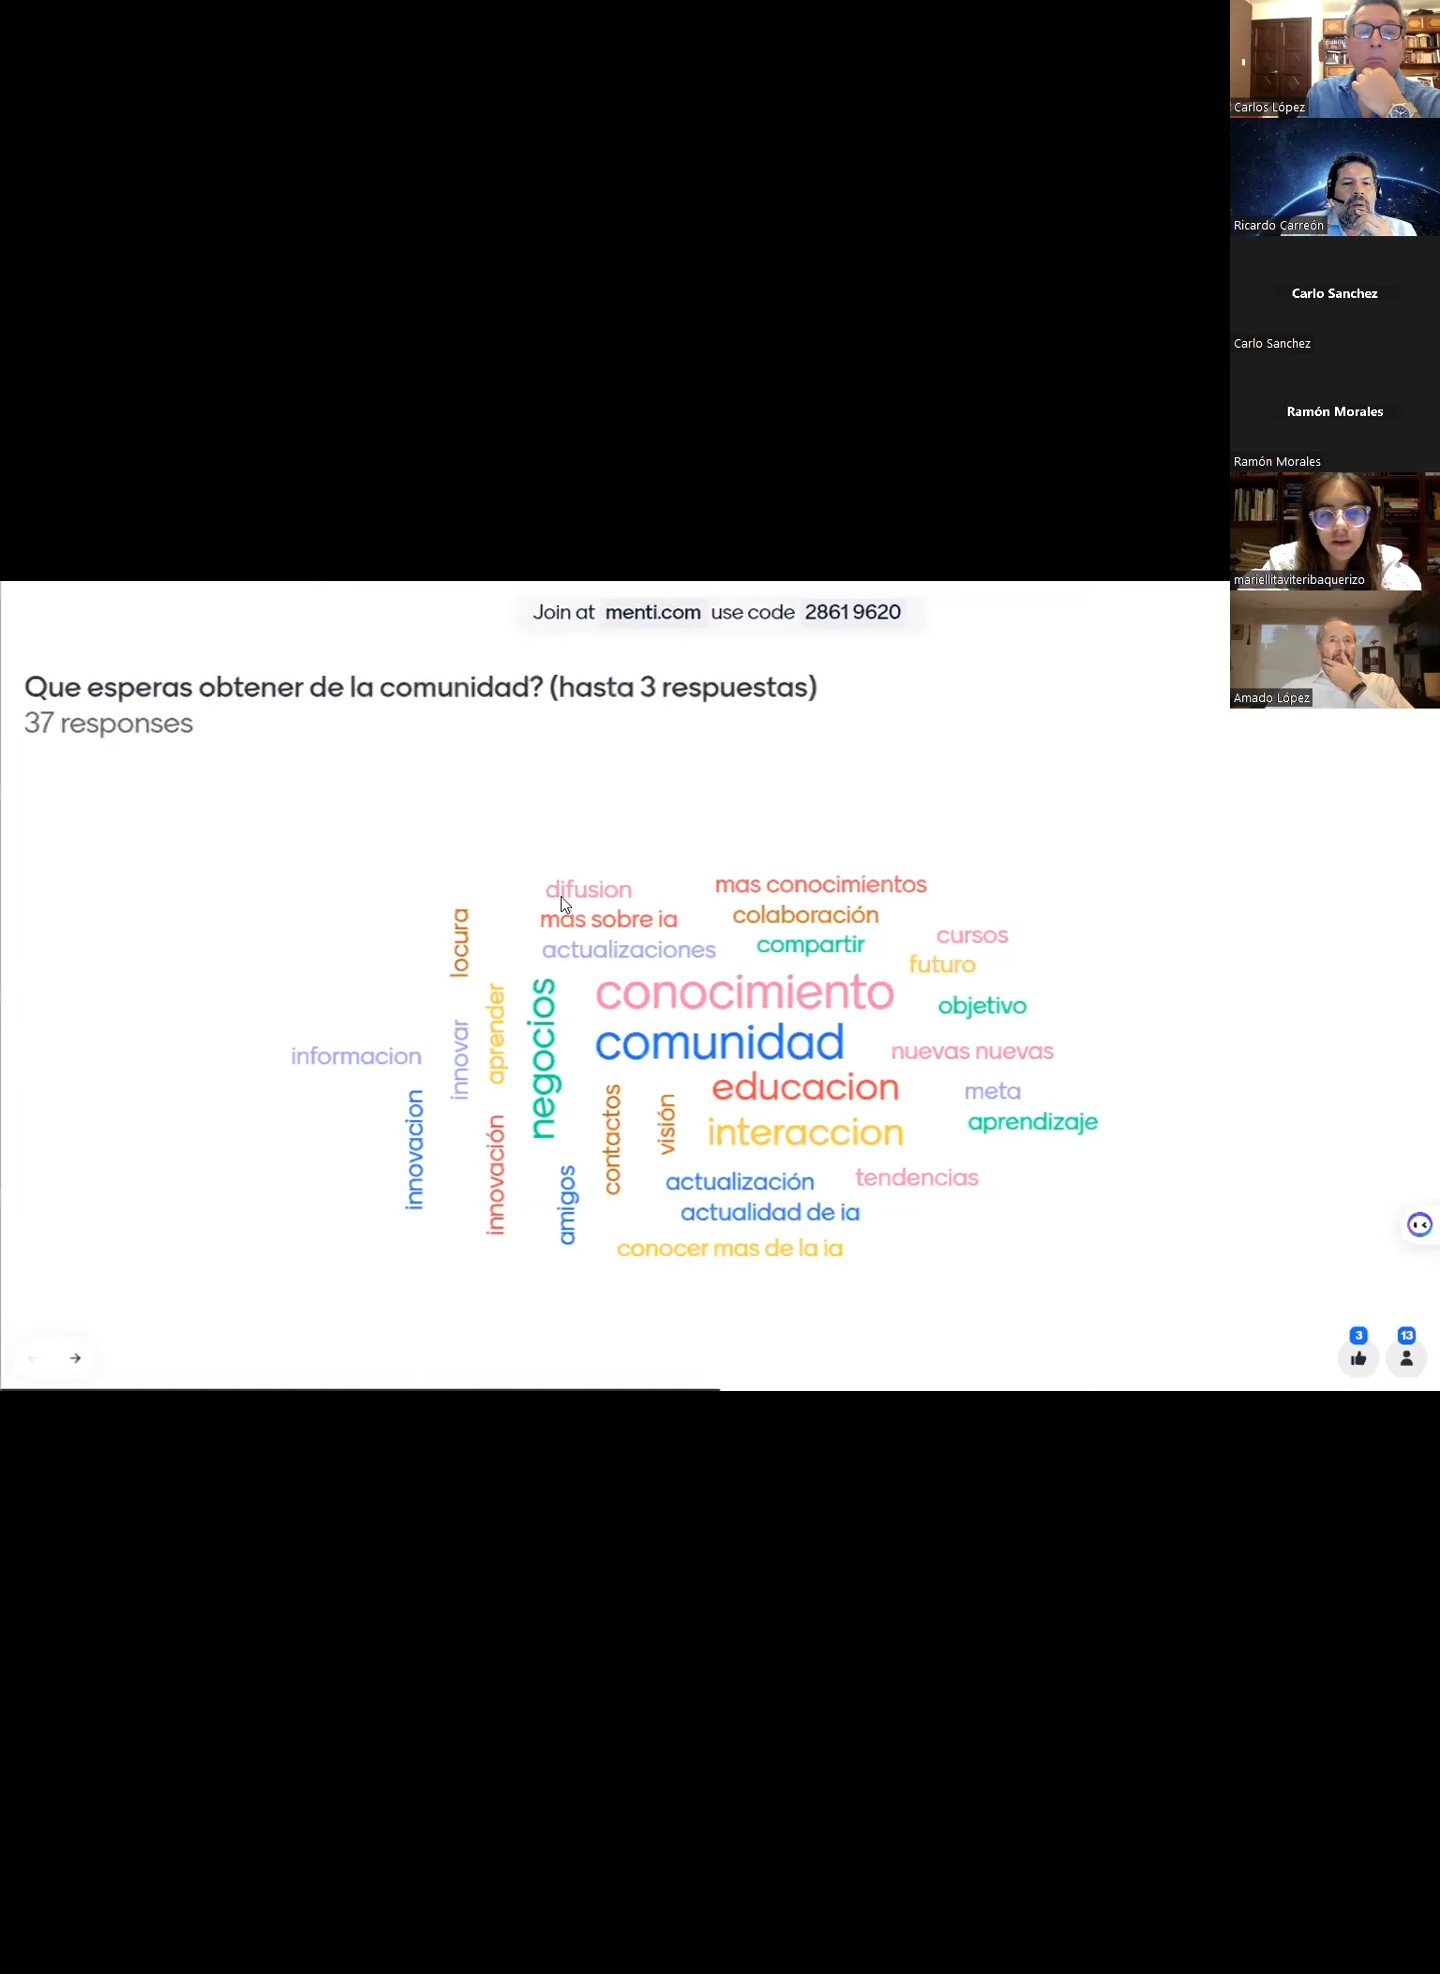 Carlos López
Ricardo Carreón
Carlo Sanchez
Carlo Sanchez
Ramón Morales
Ramón Morales
mariellitaviteribaquerizo
Amado López
Join at menti.com use code 2861 9620
Que esperas obtener de la comunidad? (hasta 3 respuestas)
37 responses
difusion
mas conocimientos
mas sobre ia
colaboración
locura
actualizaciones
compartir
cursos
futuro
conocimiento
objetivo
negocios
aprender
innovar
informacion
comunidad
nuevas nuevas
educacion
meta
innovacion
innovación
contactos
visión
interaccion
aprendizaje
amigos
actualización
tendencias
actualidad de ia
conocer mas de la ia
3
13